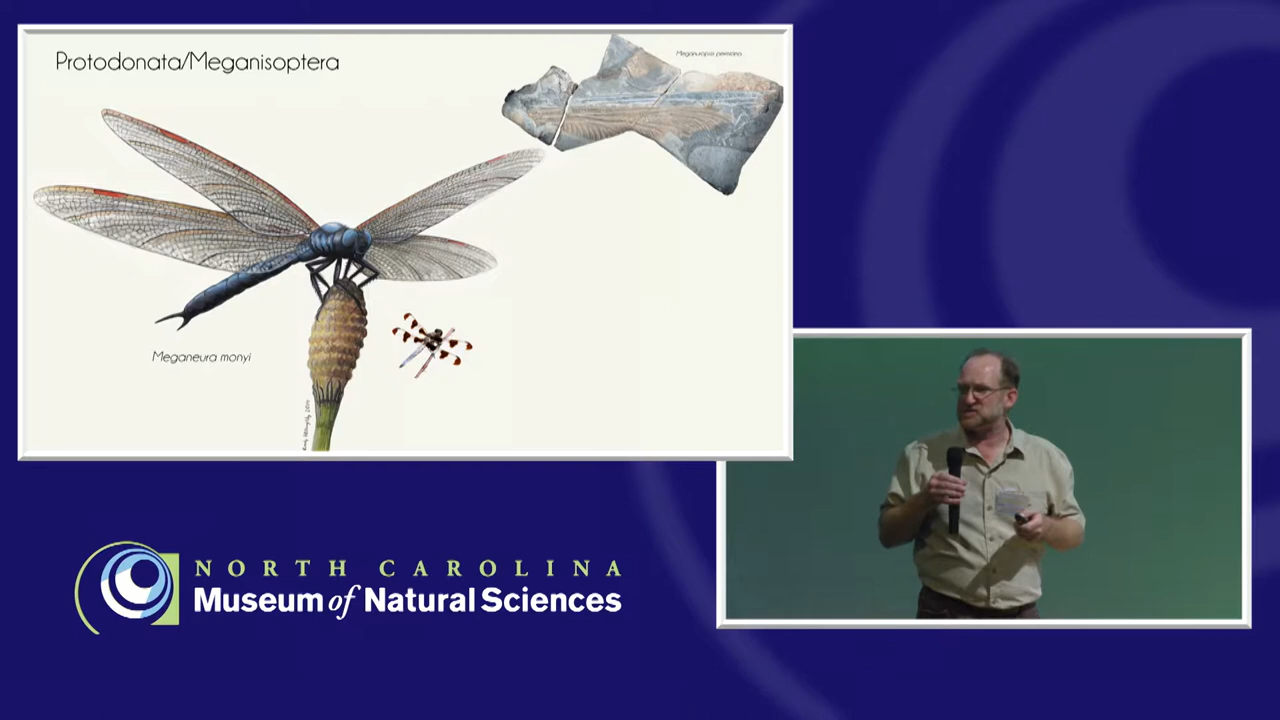 Protodonata/Meganisoptera
Meganeuropsis permiana
Meganeura monyi
NORTH CAROLINA
Museum of Natural Sciences